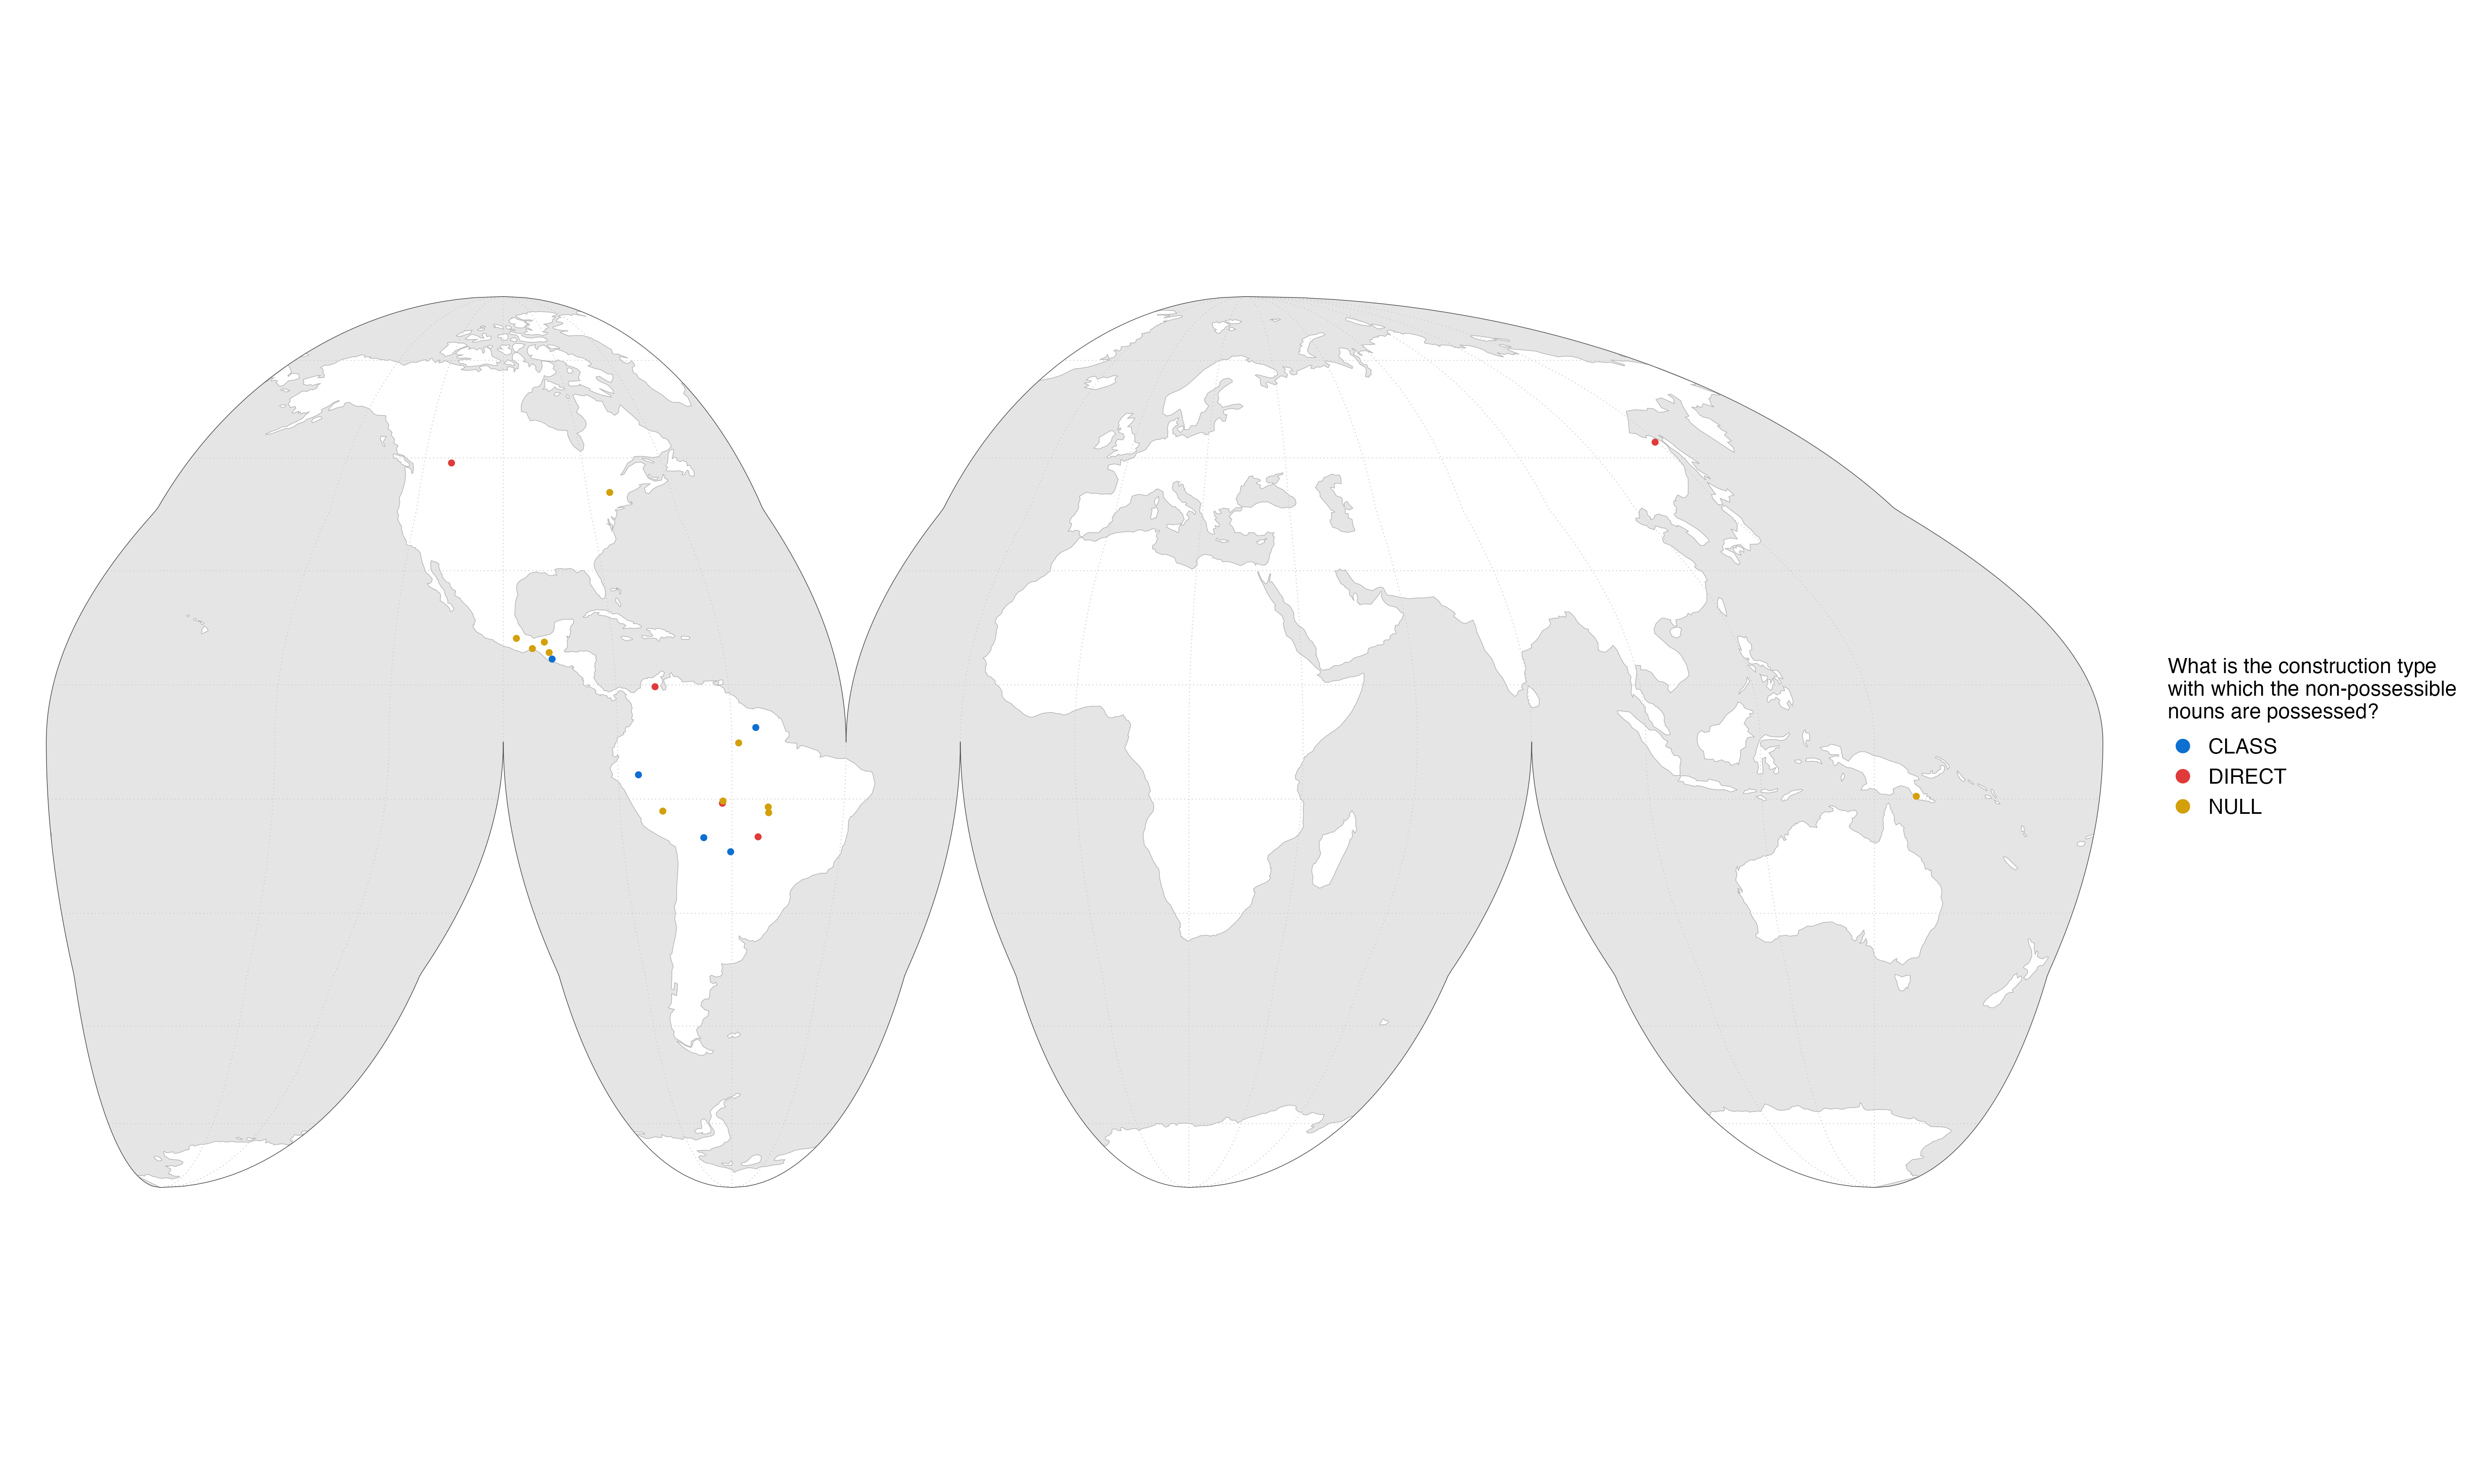 What is the construction type
with which the non-possessible
nouns are possessed?
CLASS
DIRECT
NULL